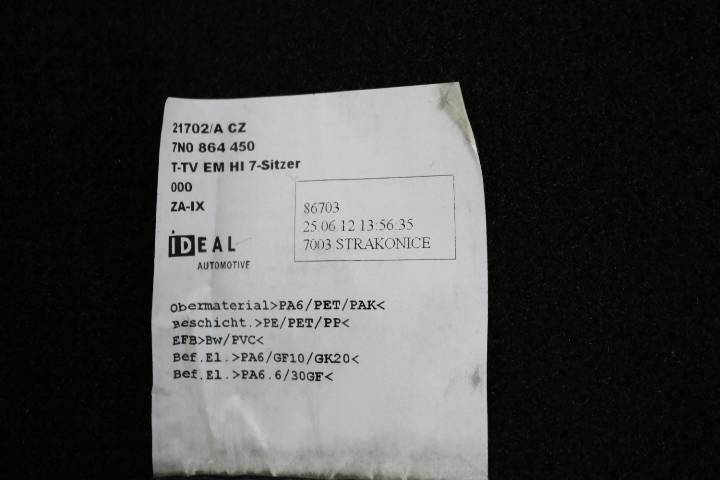 21702/A CZ
7N0 864 450
T-TV EM HI 7-Sitzer
000
ZA-IX
86703
25.06.12 13:56:35
7003 STRAKONICE
IDEAL
AUTOMOTIVE
Obermaterial>PA6/PET/PAK<
Beschicht.>PE/PET/PP<
EFB>Bw/PVC<
Bef.El.>PA6/GF10/GK20<
Bef.El.>PA6.6/30GF<